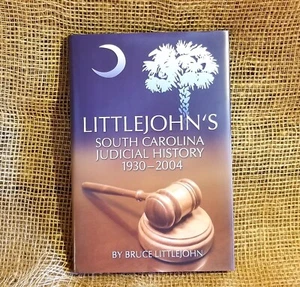 LITTLEJOHN'S
SOUTH CAROLINA
JUDICIAL HISTORY
1930–2004
BY BRUCE LITTLEJOHN